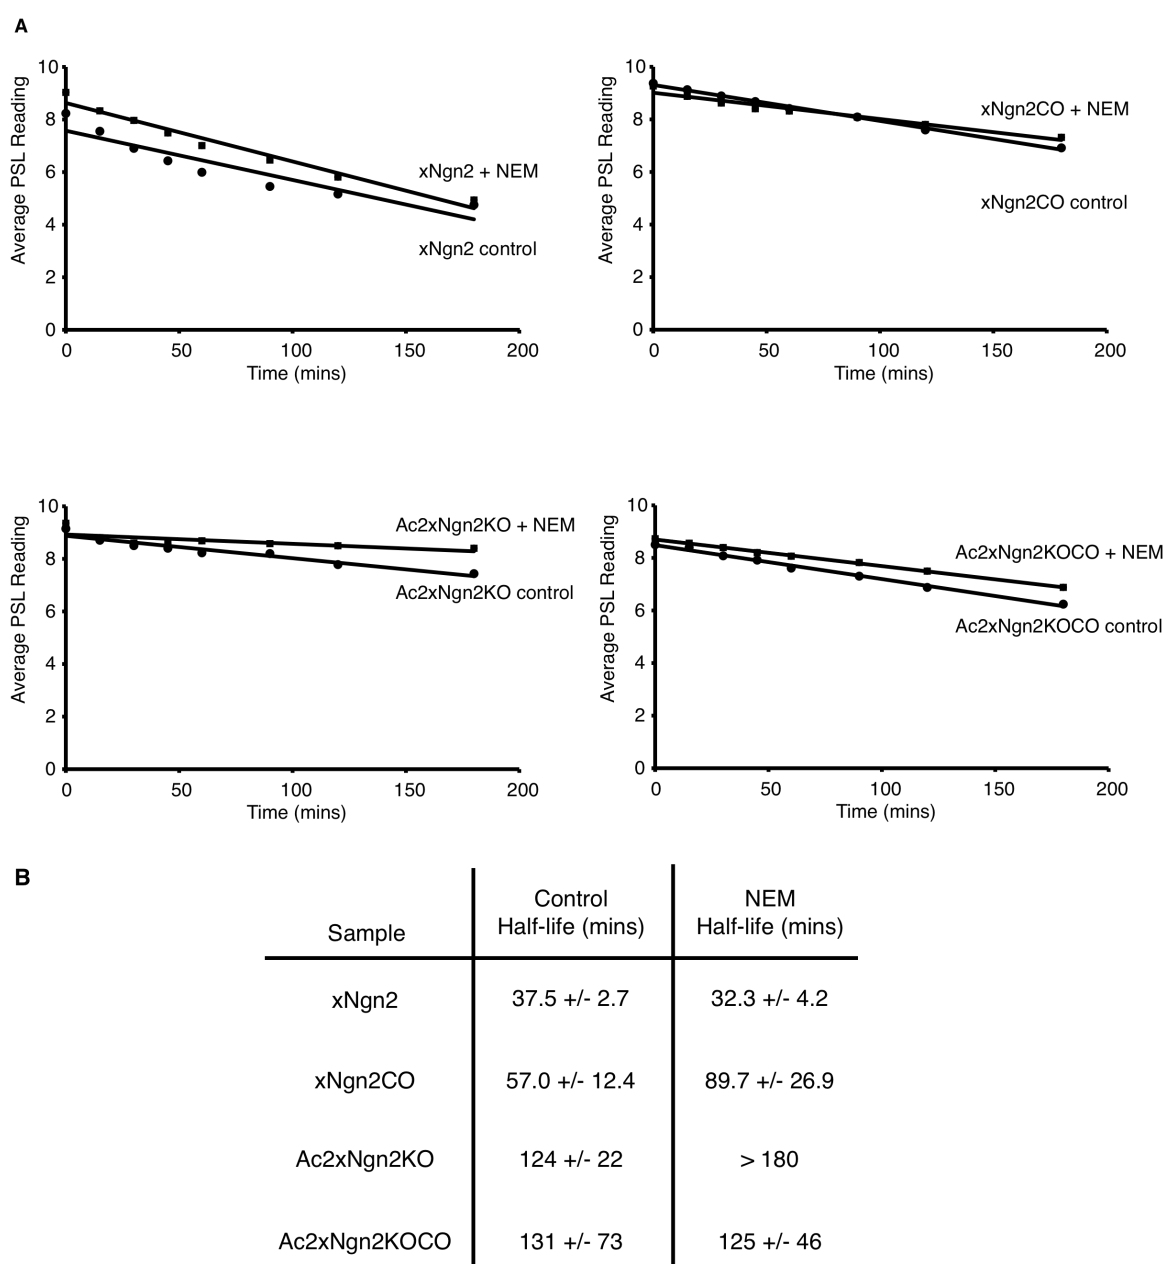 A
10
8
6
4
2
0
Average PSL Reading
xNgn2 + NEM
xNgn2 control
0 50 100 150 200
Time (mins)
10
8
6
4
2
0
Average PSL Reading
xNgn2CO + NEM
xNgn2CO control
0 50 100 150 200
Time (mins)
10
8
6
4
2
0
Average PSL Reading
Ac2xNgn2KO + NEM
Ac2xNgn2KO control
0 50 100 150 200
Time (mins)
10
8
6
4
2
0
Average PSL Reading
Ac2xNgn2KOCO + NEM
Ac2xNgn2KOCO control
0 50 100 150 200
Time (mins)
B
Sample
Control
Half-life (mins)
NEM
Half-life (mins)
xNgn2 37.5 +/- 2.7 32.3 +/- 4.2
xNgn2CO 57.0 +/- 12.4 89.7 +/- 26.9
Ac2xNgn2KO 124 +/- 22 > 180
Ac2xNgn2KOCO 131 +/- 73 125 +/- 46